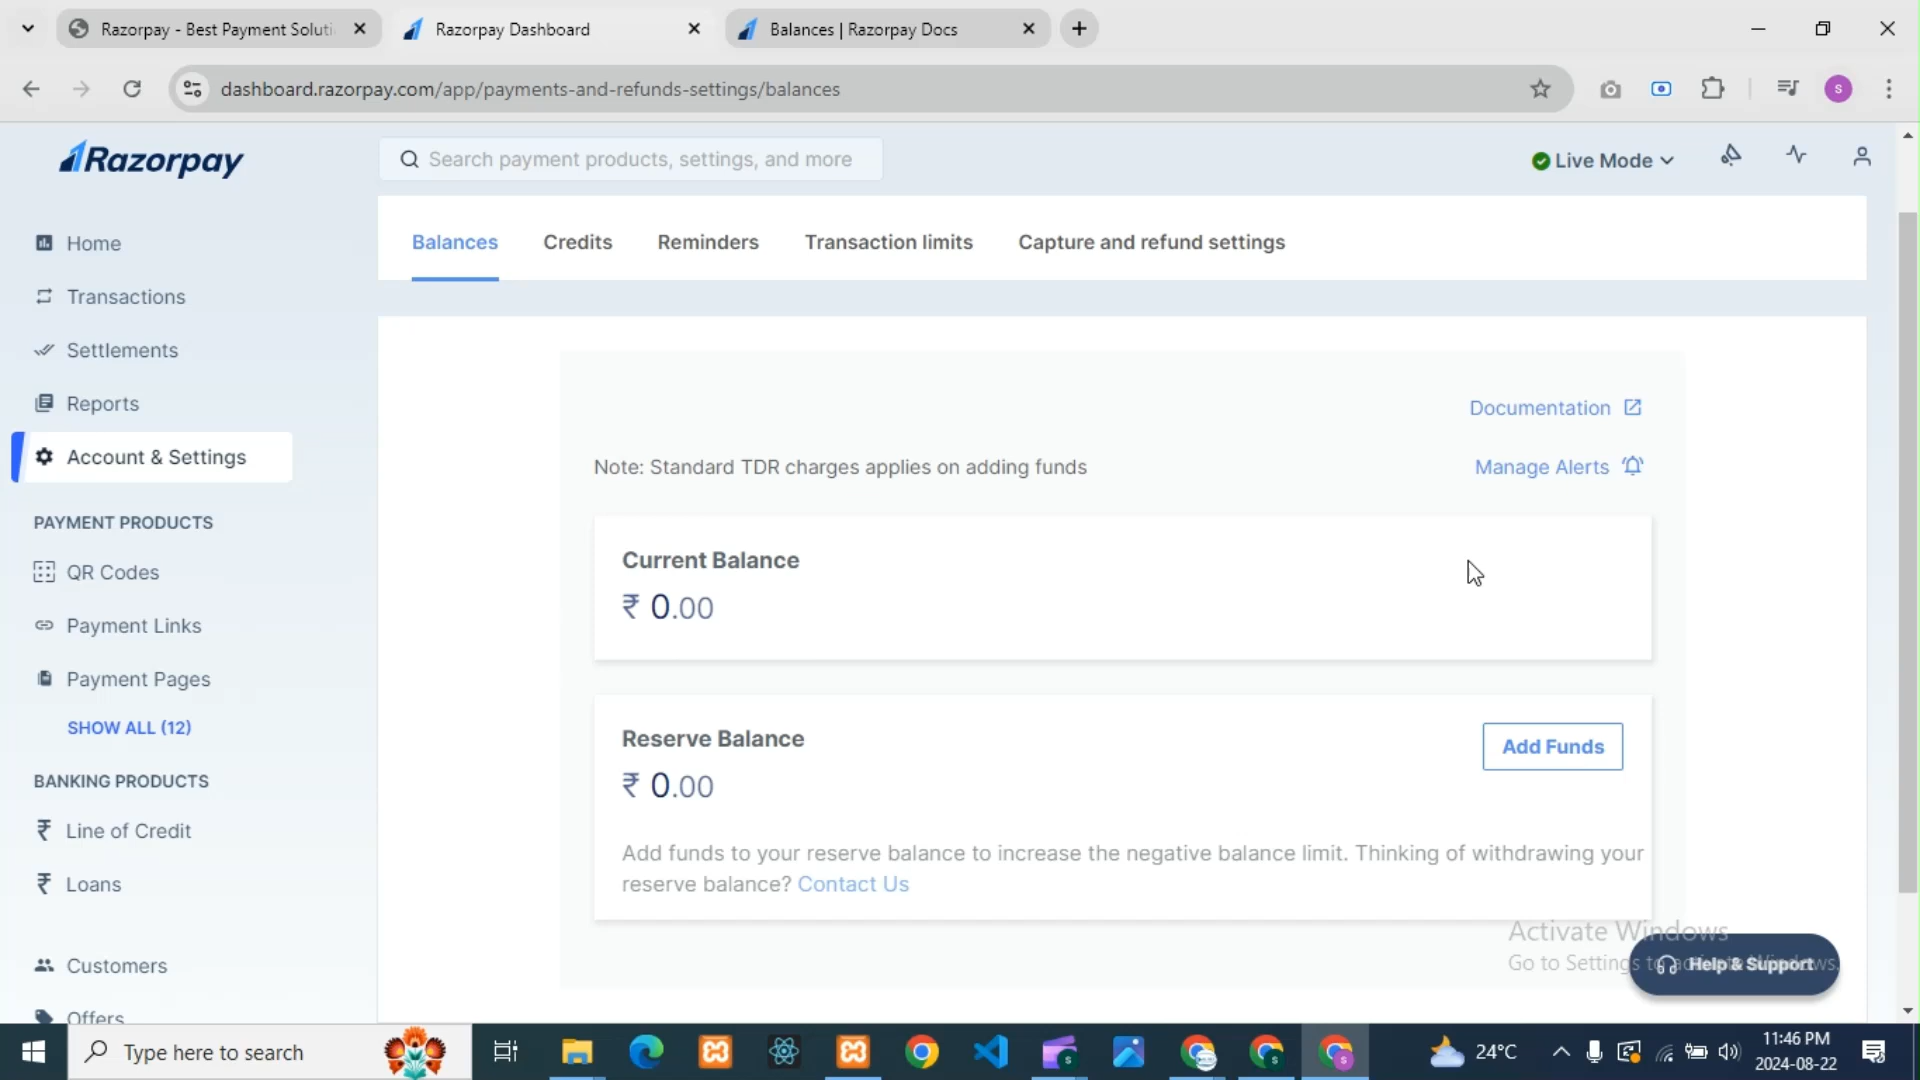 Razorpay - Best Payment Soluti
Razorpay Dashboard
Balances | Razorpay Docs
dashboard.razorpay.com/app/payments-and-refunds-settings/balances
S
Razorpay
Search payment products, settings, and more
Live Mode
Home
Transactions
Settlements
Reports
Account & Settings
PAYMENT PRODUCTS
QR Codes
Payment Links
Payment Pages
SHOW ALL (12)
BANKING PRODUCTS
₹ Line of Credit
₹ Loans
Customers
Offers
Balances
Credits
Reminders
Transaction limits
Capture and refund settings
Documentation
Note: Standard TDR charges applies on adding funds
Manage Alerts
Current Balance
₹ 0.00
Reserve Balance
Add Funds
₹ 0.00
Add funds to your reserve balance to increase the negative balance limit. Thinking of withdrawing your
reserve balance? Contact Us
Activate Windows
Go to Settings to activate Windows.
Help & Support
Type here to search
24°C
11:46 PM
2024-08-22